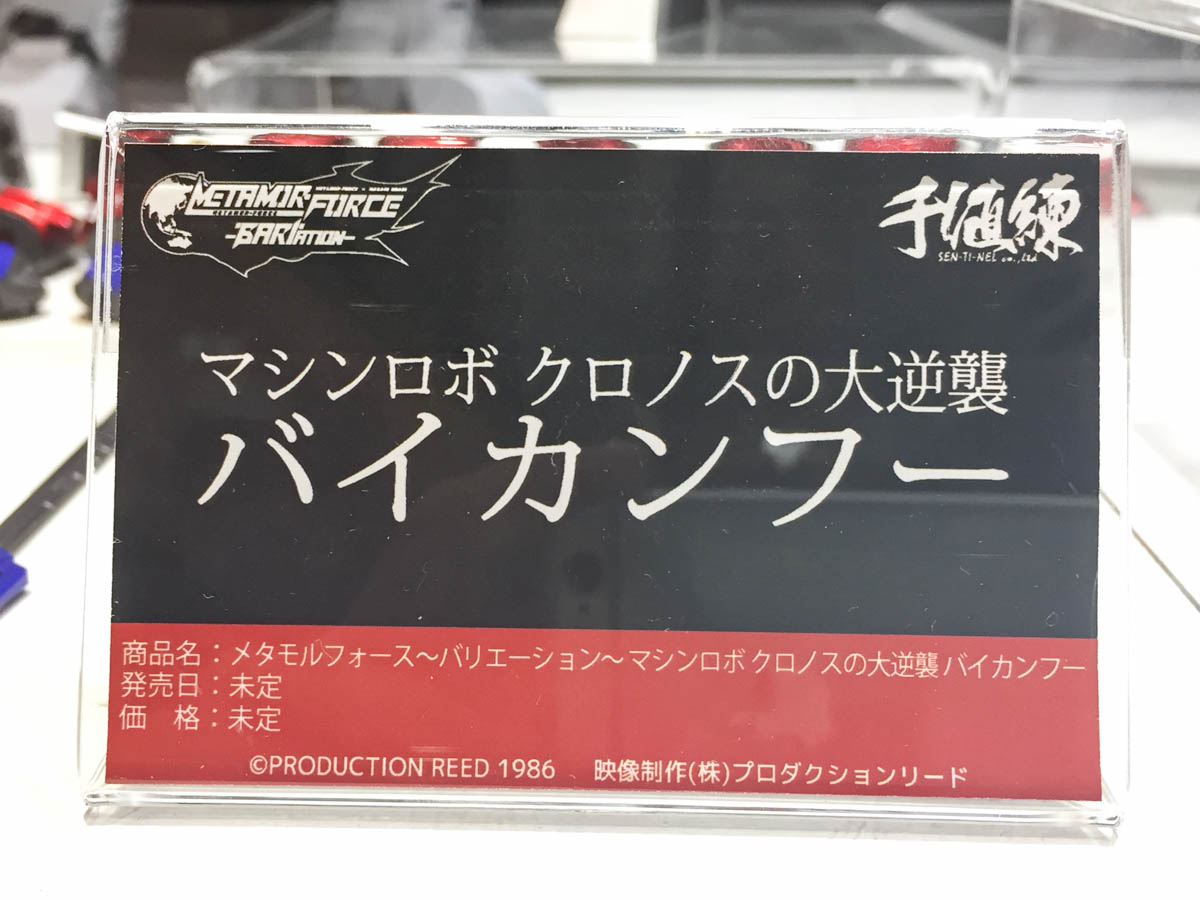 METAMOR-FORCE
METAMOR-FORCE
-BARIATION-
千値練
SEN-TI-NEL co.,ltd
マシンロボ クロノスの大逆襲
バイカンフー
商品名：メタモルフォース～バリエーション～ マシンロボ クロノスの大逆襲 バイカンフー
発売日：未定
価　格：未定
©PRODUCTION REED 1986　映像制作(株)プロダクションリード